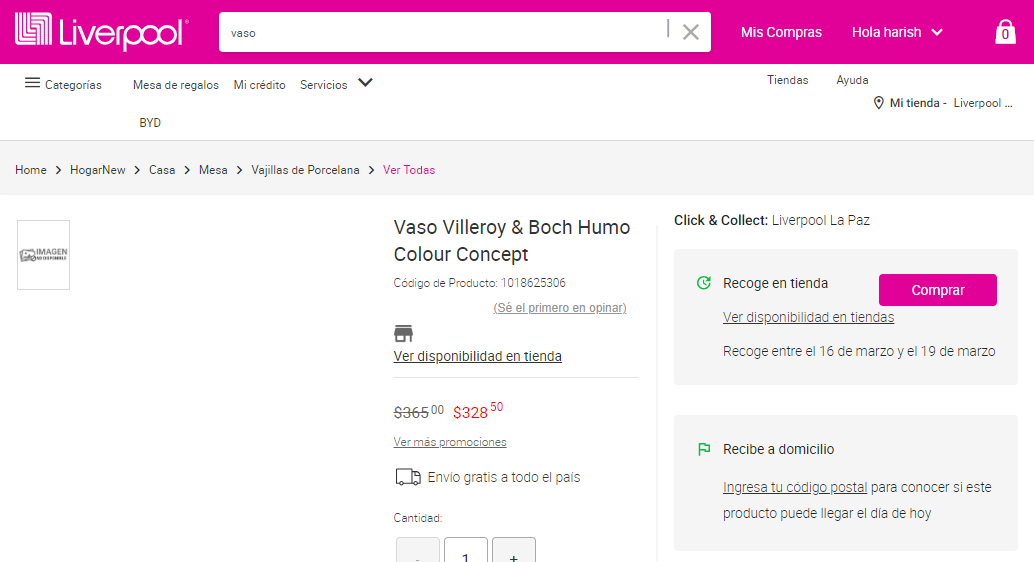 Liverpool
vaso
Mis Compras
Hola harish
0
Categorías
Mesa de regalos
Mi crédito
Servicios
Tiendas
Ayuda
Mi tienda - Liverpool ...
BYD
Home > HogarNew > Casa > Mesa > Vajillas de Porcelana > Ver Todas
IMAGEN
NO DISPONIBLE
Vaso Villeroy & Boch Humo
Colour Concept
Código de Producto: 1018625306
(Sé el primero en opinar)
Ver disponibilidad en tienda
$365 00 $328 50
Ver más promociones
Envío gratis a todo el país
Cantidad:
- 1 +
Click & Collect: Liverpool La Paz
Recoge en tienda
Comprar
Ver disponibilidad en tiendas
Recoge entre el 16 de marzo y el 19 de marzo
Recibe a domicilio
Ingresa tu código postal para conocer si este
producto puede llegar el día de hoy